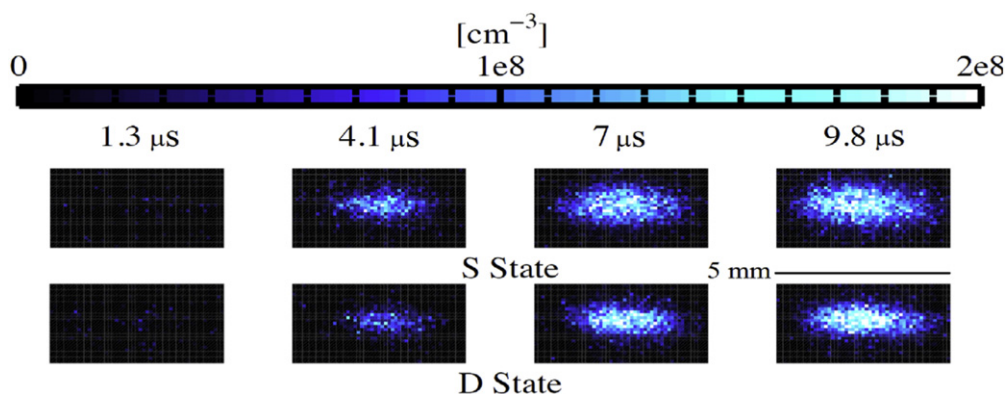 [cm⁻³]
0 1e8 2e8
1.3 μs 4.1 μs 7 μs 9.8 μs
S State 5 mm
D State